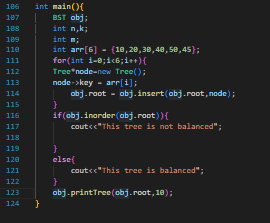 106 int main(){
107 BST obj;
108 int n,k;
109 int m;
110 int arr[6] = {10,20,30,40,50,45};
111 for(int i=0;i<6;i++){
112 Tree*node=new Tree();
113 node->key = arr[i];
114 obj.root = obj.insert(obj.root,node);
115 }
116 if(obj.inorder(obj.root)){
117 cout<<"This tree is not balanced";
118
119 }
120 else{
121 cout<<"This tree is balanced";
122 }
123 obj.printTree(obj.root,10);
124 }